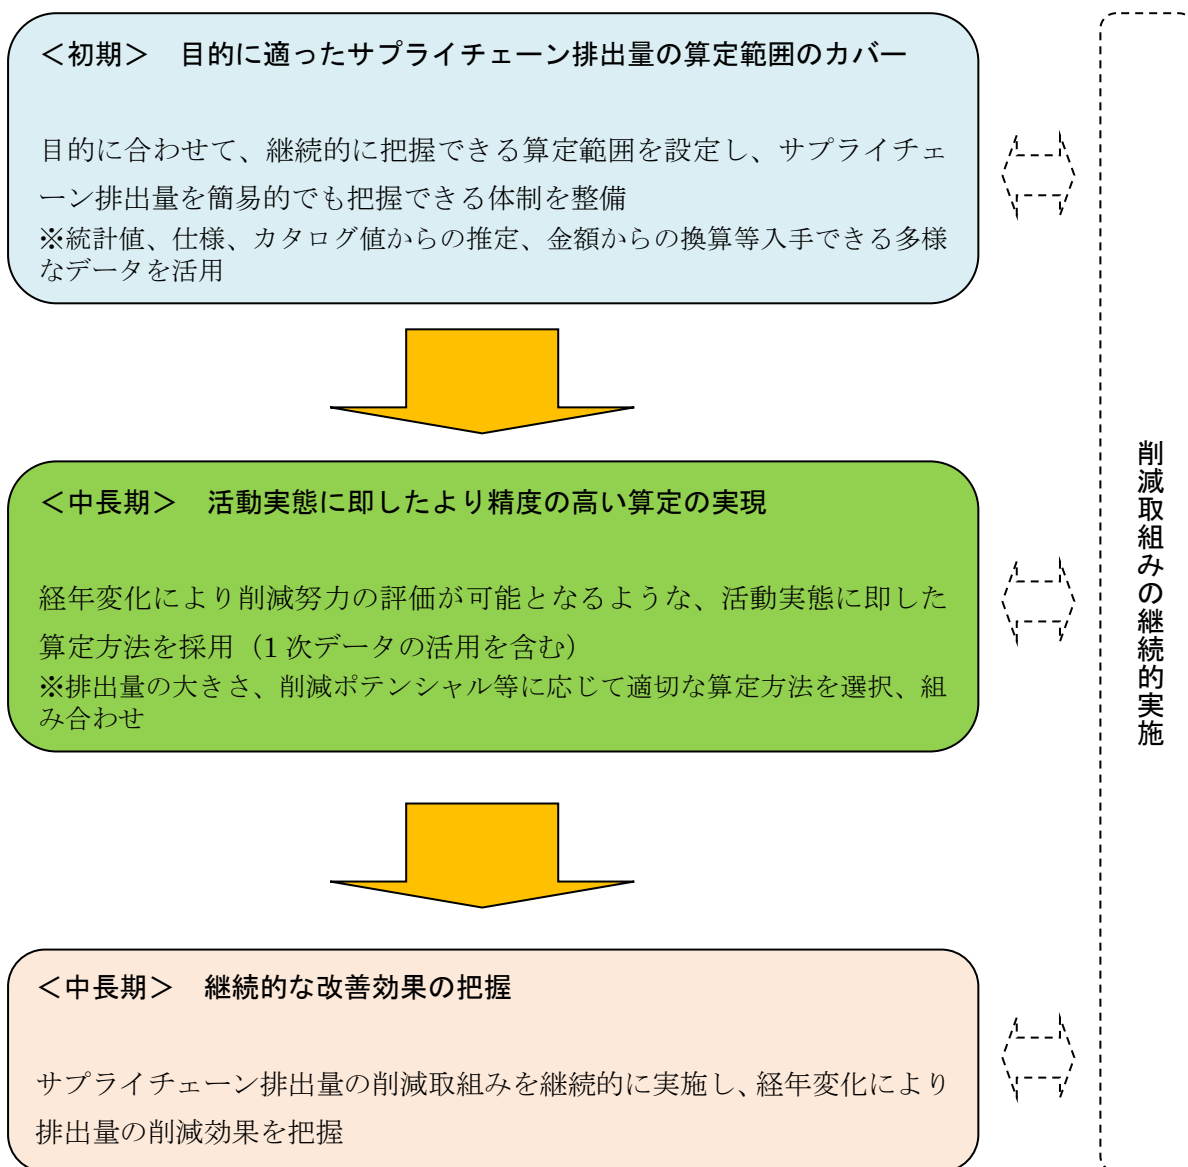 ＜初期＞　目的に適ったサプライチェーン排出量の算定範囲のカバー
目的に合わせて、継続的に把握できる算定範囲を設定し、サプライチェ
ーン排出量を簡易的でも把握できる体制を整備
※統計値、仕様、カタログ値からの推定、金額からの換算等入手できる多様
なデータを活用
＜中長期＞　活動実態に即したより精度の高い算定の実現
経年変化により削減努力の評価が可能となるような、活動実態に即した
算定方法を採用（1 次データの活用を含む）
※排出量の大きさ、削減ポテンシャル等に応じて適切な算定方法を選択、組
み合わせ
＜中長期＞　継続的な改善効果の把握
サプライチェーン排出量の削減取組みを継続的に実施し、経年変化により
排出量の削減効果を把握
削減取組みの継続的実施